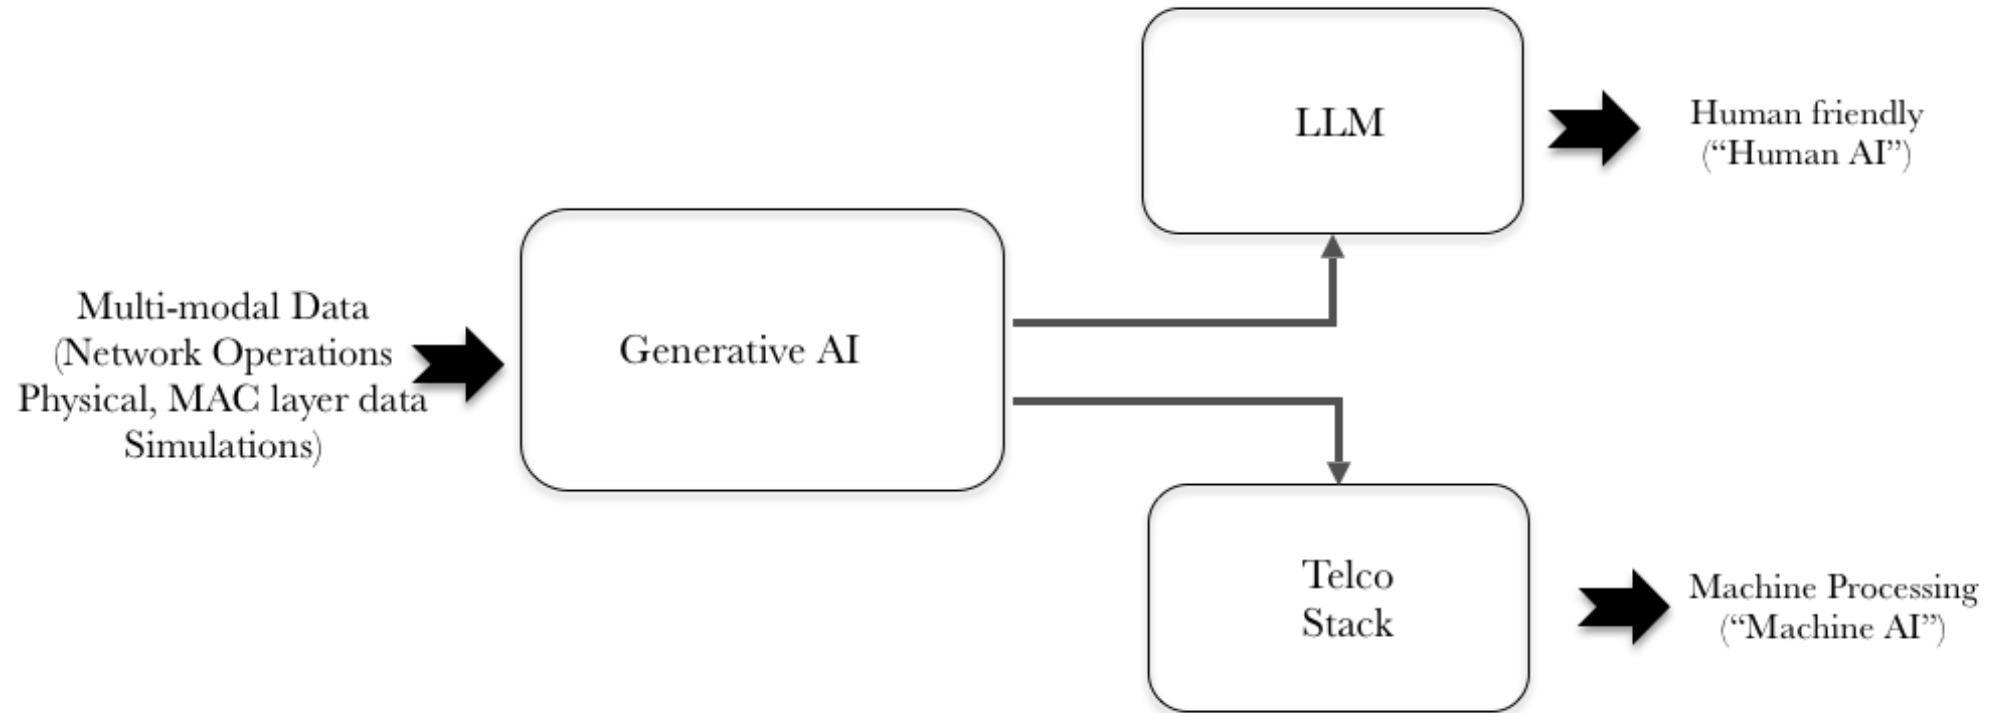 Multi-modal Data
(Network Operations
Physical, MAC layer data
Simulations)
Generative AI
LLM
Human friendly
(“Human AI”)
Telco
Stack
Machine Processing
(“Machine AI”)